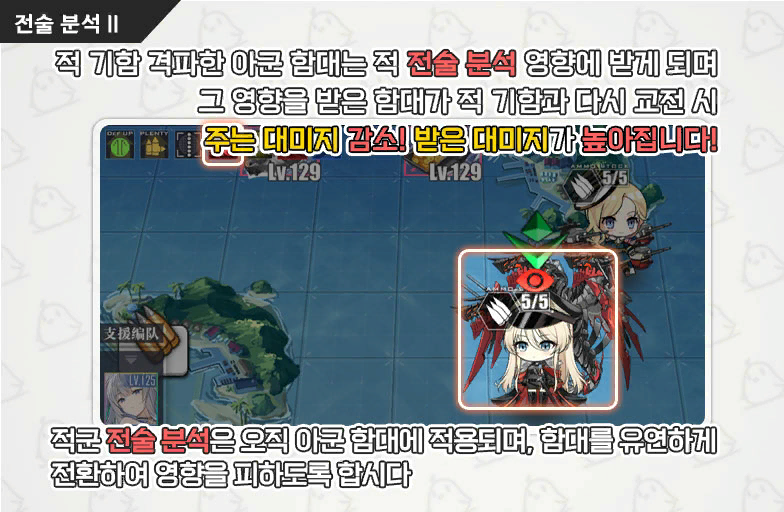 전술 분석 II
적 기함 격파한 아군 함대는 적 전술 분석 영향에 받게 되며
그 영향을 받은 함대가 적 기함과 다시 교전 시
주는 대미지 감소! 받은 대미지가 높아집니다!
DEF UP PLENTY
Lv.129 Lv.129
AMMO STOCK
5/5
AMMO
5/5
支援编队
LV.125
적군 전술 분석은 오직 아군 함대에 적용되며, 함대를 유연하게
전환하여 영향을 피하도록 합시다